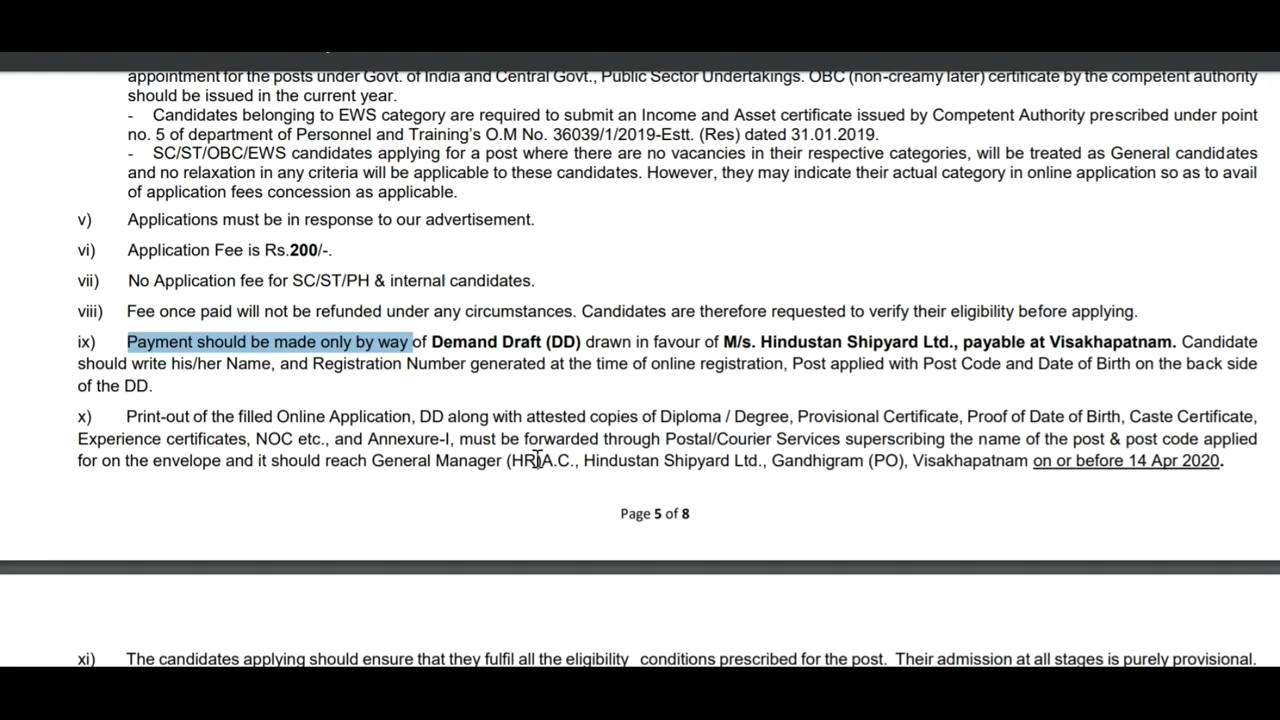 appointment for the posts under Govt. of India and Central Govt., Public Sector Undertakings. OBC (non-creamy later) certificate by the competent authority
should be issued in the current year.
- Candidates belonging to EWS category are required to submit an Income and Asset certificate issued by Competent Authority prescribed under point
no. 5 of department of Personnel and Training's O.M No. 36039/1/2019-Estt. (Res) dated 31.01.2019.
- SC/ST/OBC/EWS candidates applying for a post where there are no vacancies in their respective categories, will be treated as General candidates
and no relaxation in any criteria will be applicable to these candidates. However, they may indicate their actual category in online application so as to avail
of application fees concession as applicable.
v) Applications must be in response to our advertisement.
vi) Application Fee is Rs.200/-.
vii) No Application fee for SC/ST/PH & internal candidates.
viii) Fee once paid will not be refunded under any circumstances. Candidates are therefore requested to verify their eligibility before applying.
ix) Payment should be made only by way of Demand Draft (DD) drawn in favour of M/s. Hindustan Shipyard Ltd., payable at Visakhapatnam. Candidate
should write his/her Name, and Registration Number generated at the time of online registration, Post applied with Post Code and Date of Birth on the back side
of the DD.
x) Print-out of the filled Online Application, DD along with attested copies of Diploma / Degree, Provisional Certificate, Proof of Date of Birth, Caste Certificate,
Experience certificates, NOC etc., and Annexure-I, must be forwarded through Postal/Courier Services superscribing the name of the post & post code applied
for on the envelope and it should reach General Manager (HR)A.C., Hindustan Shipyard Ltd., Gandhigram (PO), Visakhapatnam on or before 14 Apr 2020.
Page 5 of 8
xi) The candidates applying should ensure that they fulfil all the eligibility conditions prescribed for the post. Their admission at all stages is purely provisional.